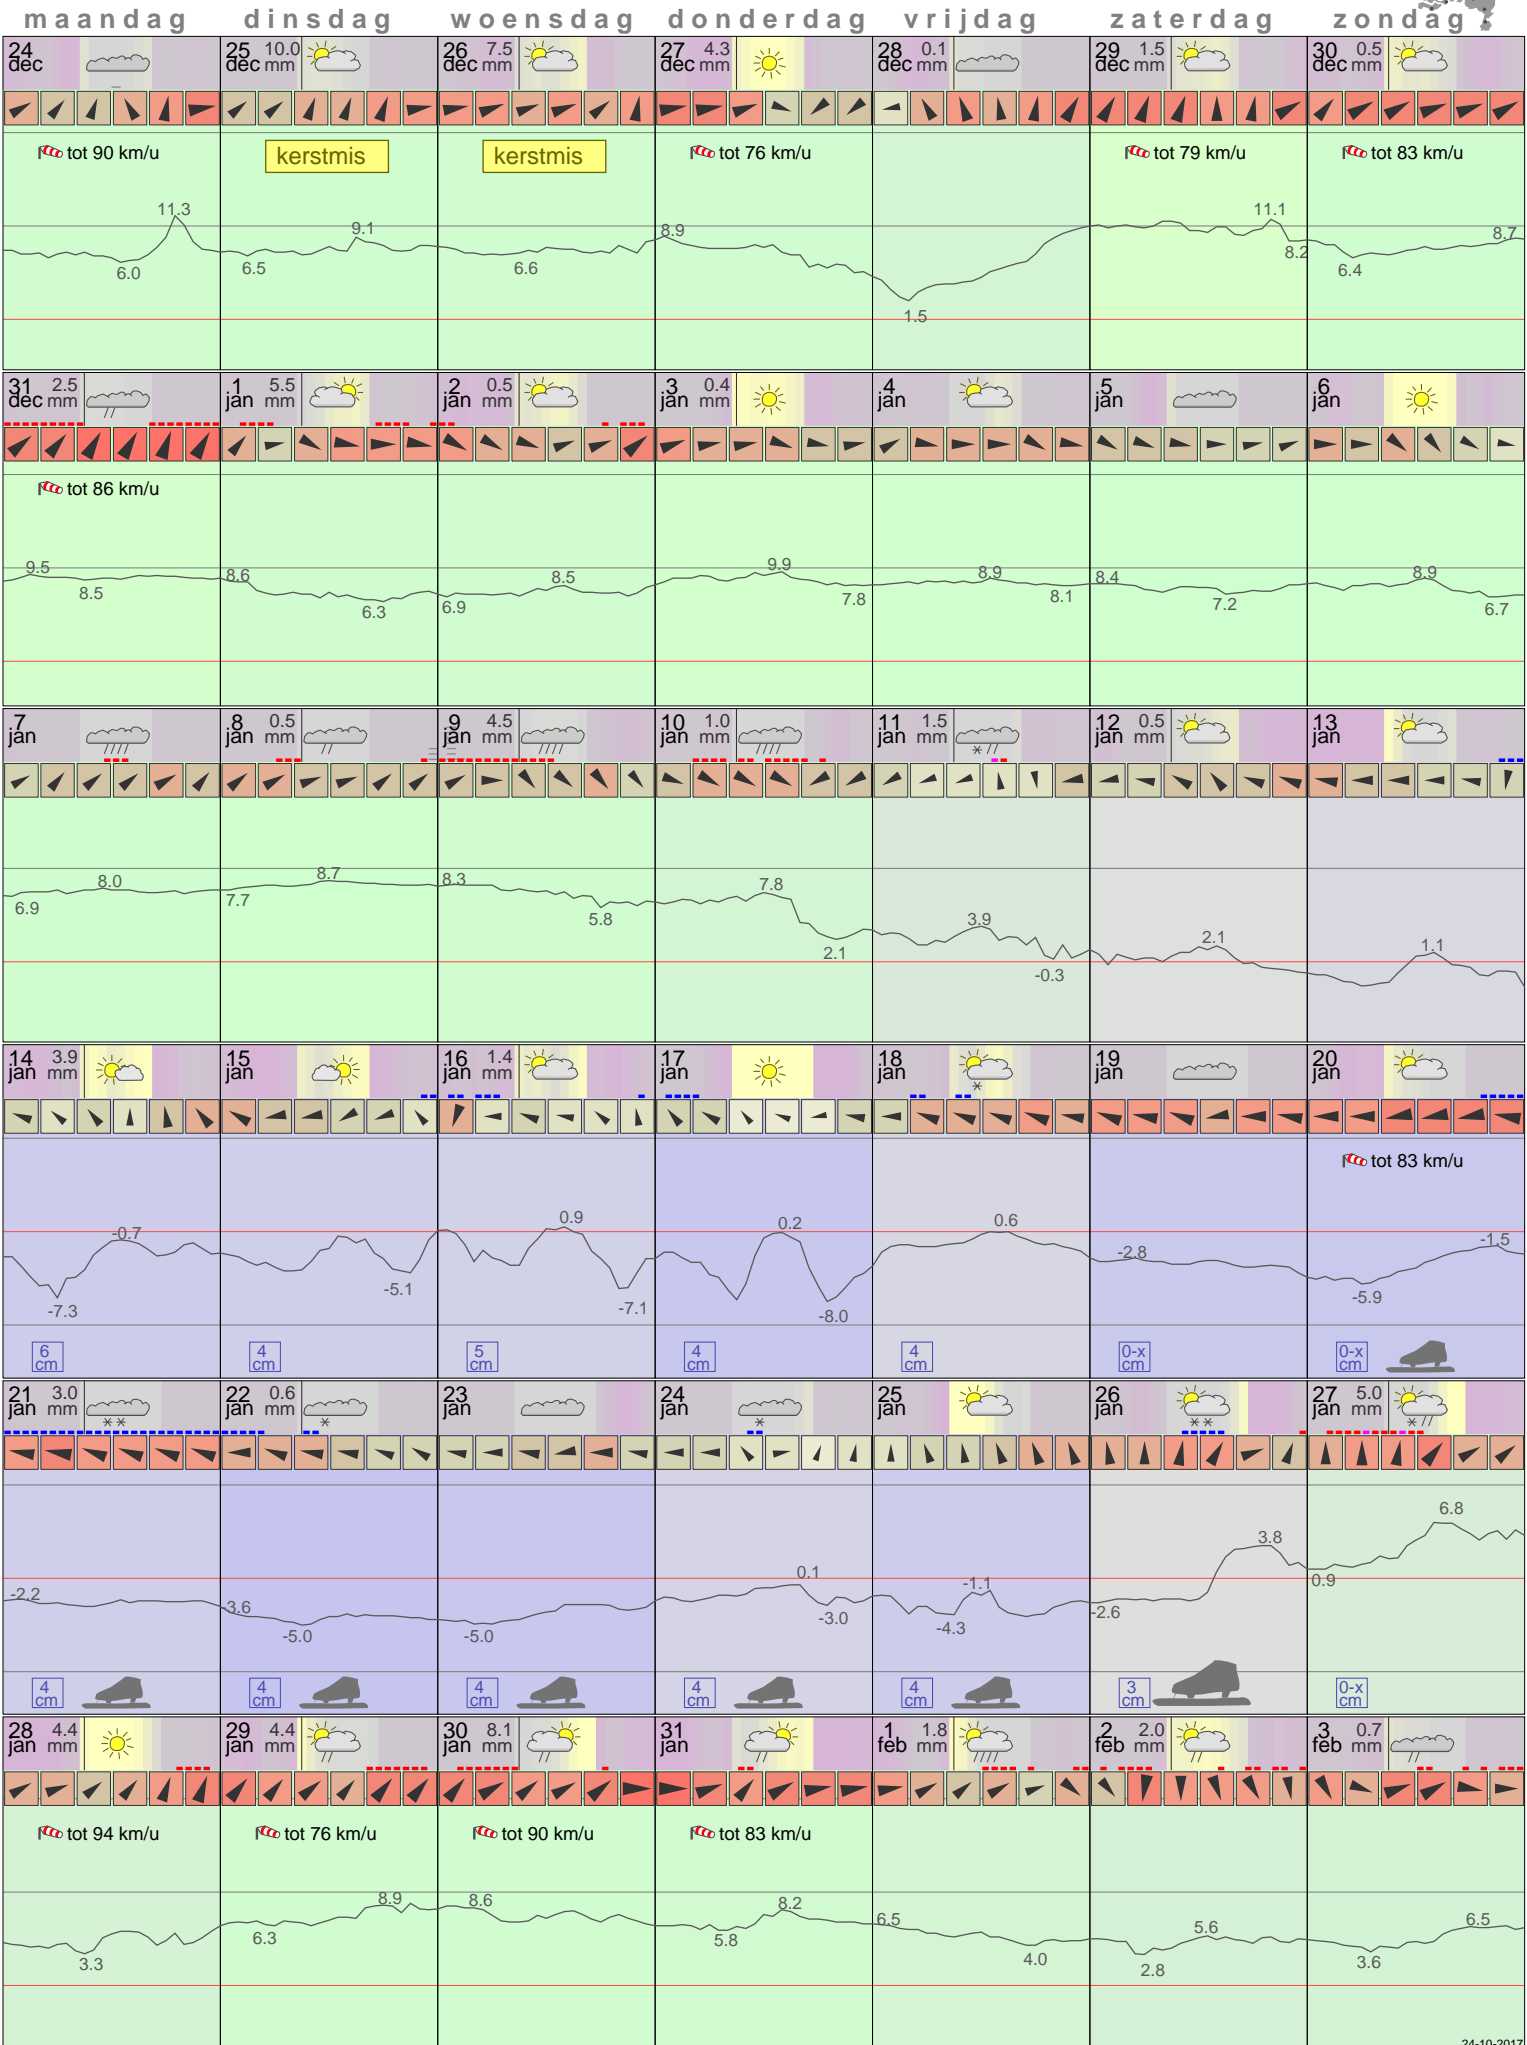 maandag dinsdag woensdag donderdag vrijdag zaterdag zondag
24 dec
25 dec 10.0 mm
26 dec 7.5 mm
27 dec 4.3 mm
28 dec 0.1 mm
29 dec 1.5 mm
30 dec 0.5 mm
tot 90 km/u
kerstmis
kerstmis
tot 76 km/u
tot 79 km/u
tot 83 km/u
11.3
6.0
9.1
6.5
6.6
8.9
1.5
11.1
8.2
6.4
8.7
31 dec 2.5 mm
1 jan 5.5 mm
2 jan 0.5 mm
3 jan 0.4 mm
4 jan
5 jan
6 jan
tot 86 km/u
9.5
8.5
8.6
6.3
6.9
8.5
9.9
7.8
8.9
8.1
8.4
7.2
8.9
6.7
7 jan
8 jan 0.5 mm
9 jan 4.5 mm
10 jan 1.0 mm
11 jan 1.5 mm
12 jan 0.5 mm
13 jan
6.9
8.0
7.7
8.7
8.3
5.8
7.8
2.1
3.9
-0.3
2.1
1.1
14 jan 3.9 mm
15 jan
16 jan 1.4 mm
17 jan
18 jan
19 jan
20 jan
tot 83 km/u
-0.7
-7.3
-5.1
0.9
-7.1
0.2
-8.0
0.6
-2.8
-5.9
-1.5
6 cm
4 cm
5 cm
4 cm
4 cm
0-x cm
0-x cm
21 jan 3.0 mm
22 jan 0.6 mm
23 jan
24 jan
25 jan
26 jan
27 jan 5.0 mm
-2.2
-3.6
-5.0
-5.0
0.1
-3.0
-1.1
-4.3
-2.6
3.8
0.9
6.8
4 cm
4 cm
4 cm
4 cm
4 cm
3 cm
0-x cm
28 jan 4.4 mm
29 jan 4.4 mm
30 jan 8.1 mm
31 jan
1 feb 1.8 mm
2 feb 2.0 mm
3 feb 0.7 mm
tot 94 km/u
tot 76 km/u
tot 90 km/u
tot 83 km/u
3.3
6.3
8.9
8.6
5.8
8.2
6.5
4.0
2.8
5.6
3.6
6.5
24-10-2017